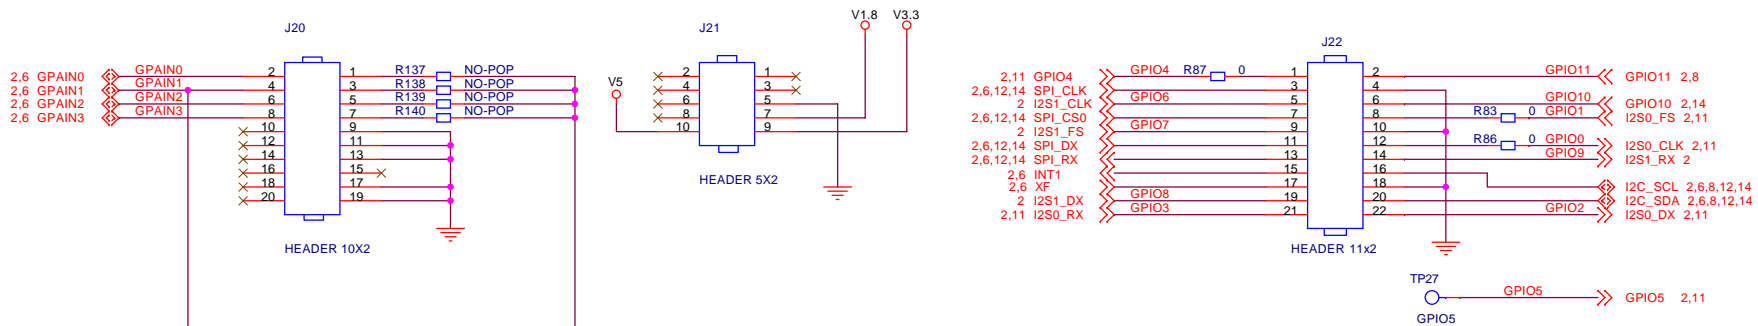 J20
2,6 GPAIN0 GPAIN0 2 1 R137 NO-POP
2,6 GPAIN1 GPAIN1 4 3 R138 NO-POP
2,6 GPAIN2 GPAIN2 6 5 R139 NO-POP
2,6 GPAIN3 GPAIN3 8 7 R140 NO-POP
10 9
12 11
14 13
16 15
18 17
20 19
HEADER 10X2
J21
V1.8 V3.3
V5
2 1
4 3
6 5
8 7
10 9
HEADER 5X2
J22
2,11 GPIO4 GPIO4 R87 0 1 2 GPIO11 GPIO11 2,8
2,6,12,14 SPI_CLK 3 4
2 I2S1_CLK GPIO6 5 6 GPIO10 GPIO10 2,14
2,6,12,14 SPI_CS0 7 8 R83 0 GPIO1 I2S0_FS 2,11
2 I2S1_FS GPIO7 9 10
2,6,12,14 SPI_DX 11 12 R86 0 GPIO0 I2S0_CLK 2,11
2,6,12,14 SPI_RX 13 14 GPIO9 I2S1_RX 2
2,6 INT1 15 16
2,6 XF 17 18 I2C_SCL 2,6,8,12,14
2 I2S1_DX GPIO8 19 20 I2C_SDA 2,6,8,12,14
2,11 I2S0_RX GPIO3 21 22 GPIO2 I2S0_DX 2,11
HEADER 11x2
TP27
GPIO5 GPIO5 2,11
GPIO5